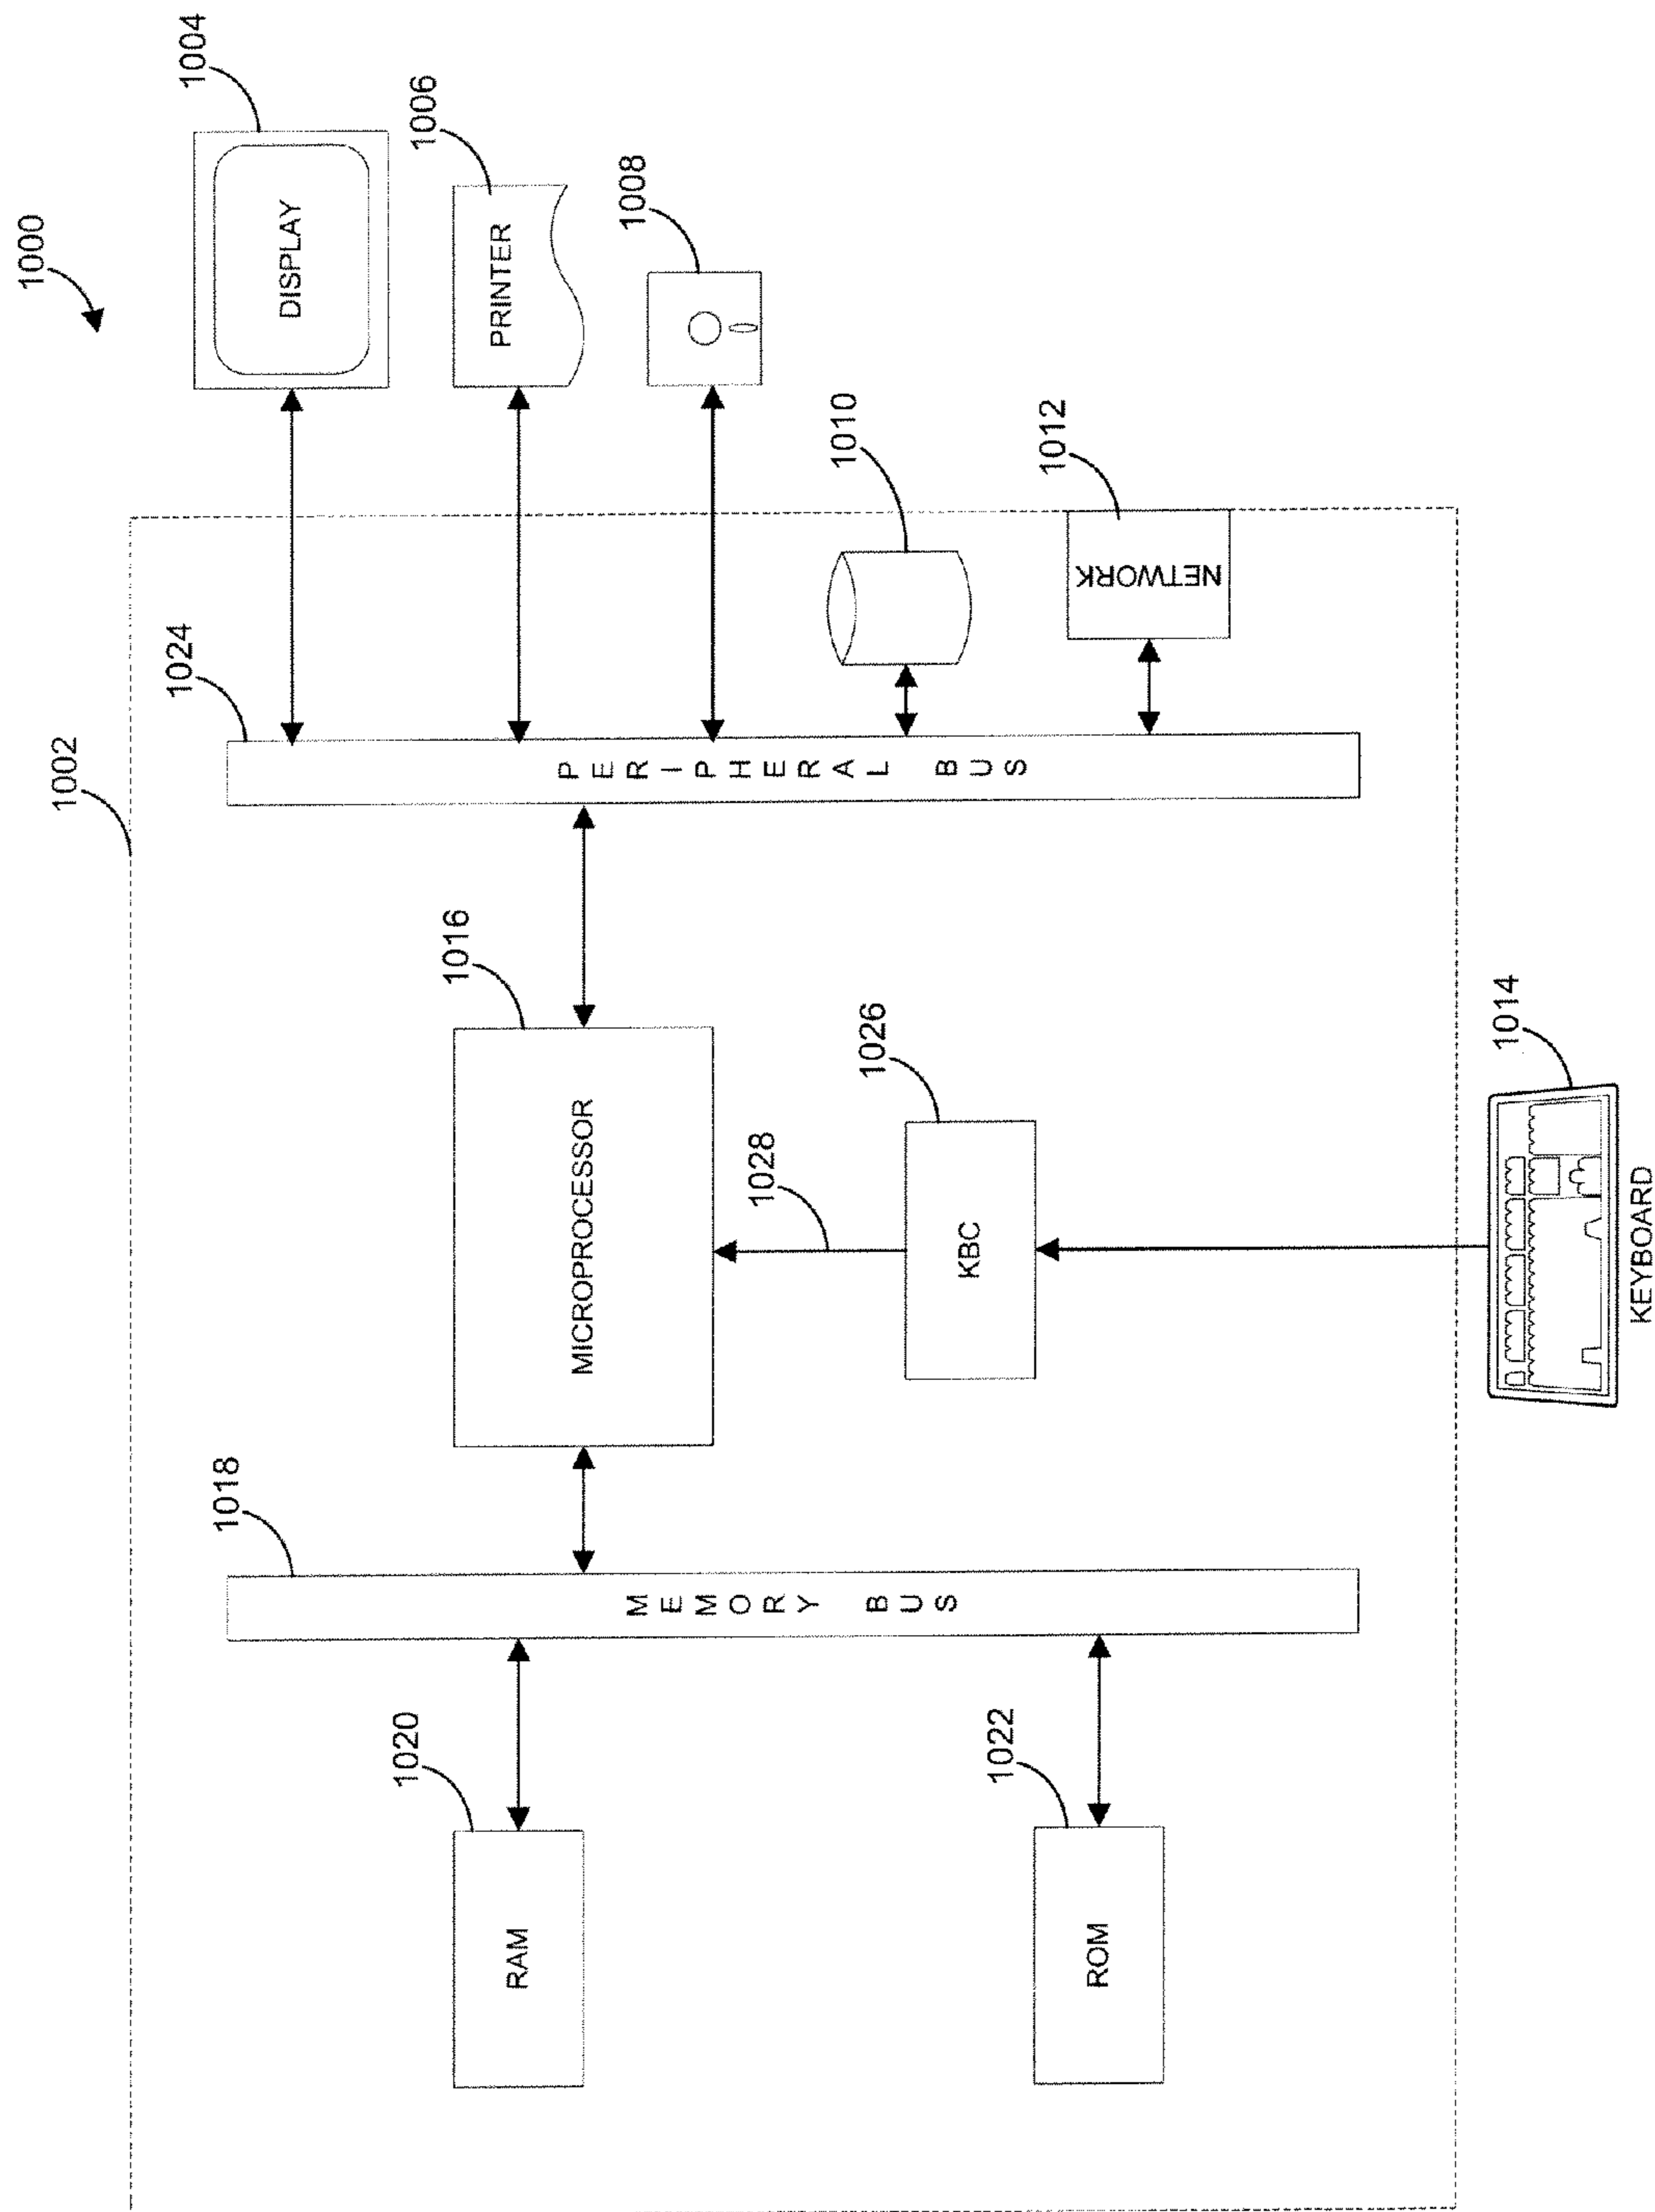 1000
1002
1004
DISPLAY
1006
PRINTER
1008
1010
1012
NETWORK
1024
PERIPHERAL BUS
1016
MICROPROCESSOR
1026
KBC
1028
1014
KEYBOARD
1018
MEMORY BUS
1020
RAM
1022
ROM